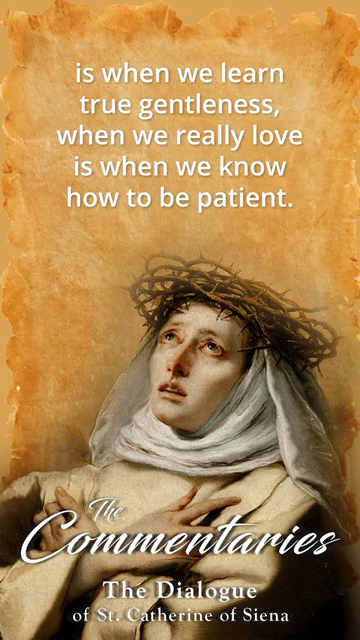 is when we learn
true gentleness,
when we really love
is when we know
how to be patient.
The
Commentaries
The Dialogue
of St. Catherine of Siena